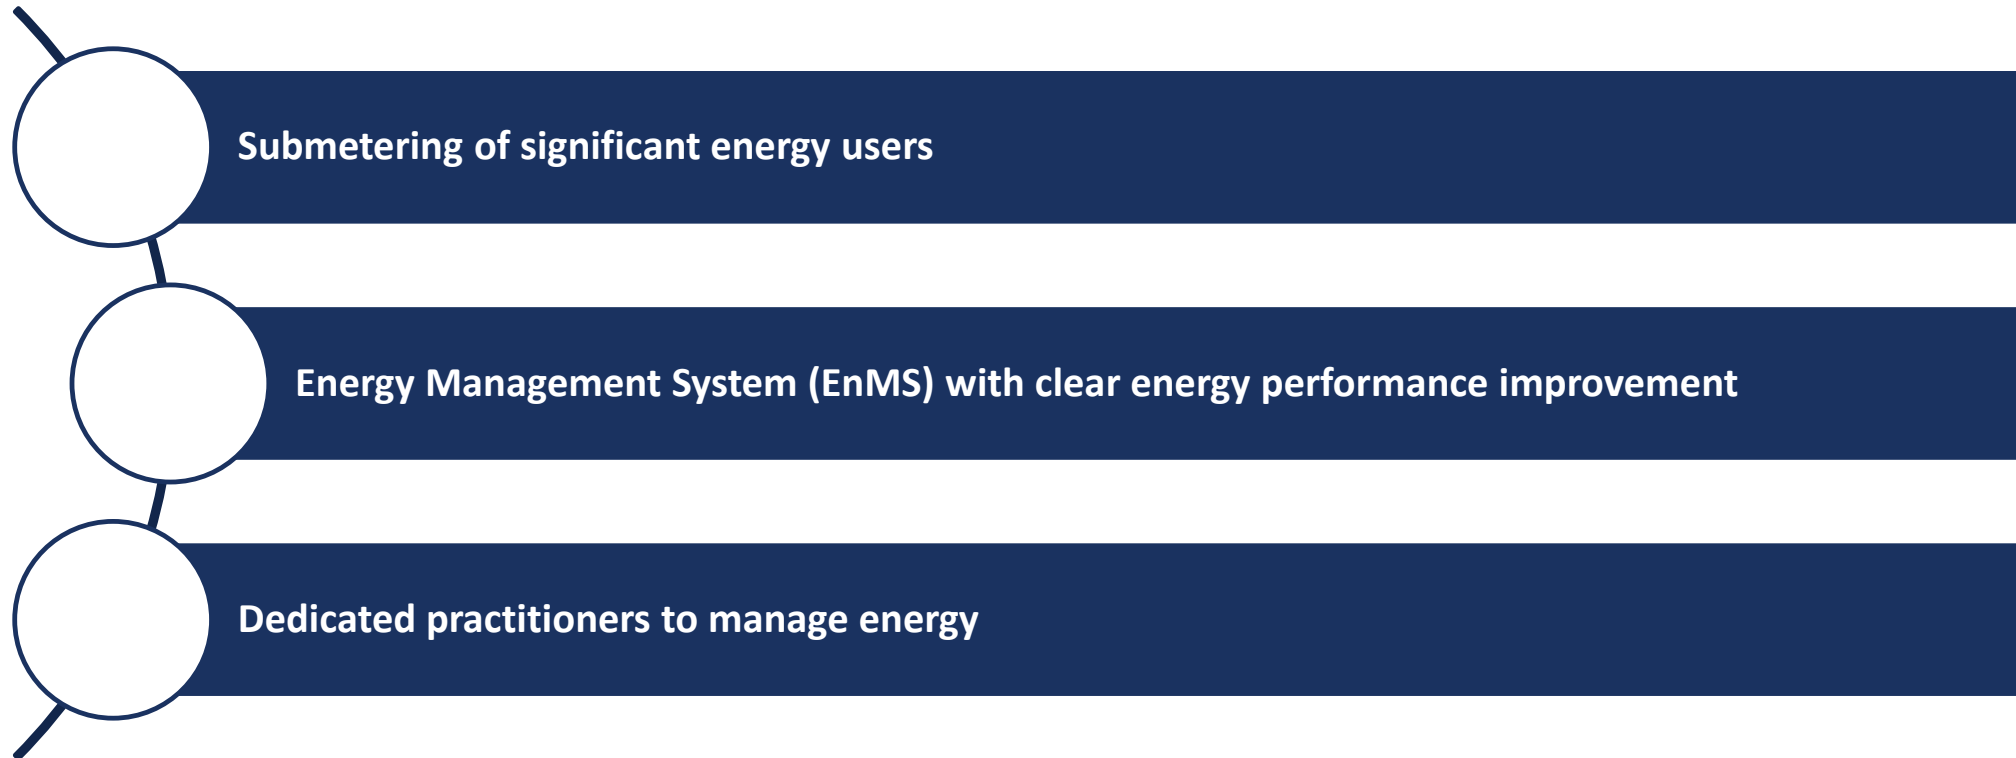 Submetering of significant energy users
Energy Management System (EnMS) with clear energy performance improvement
Dedicated practitioners to manage energy